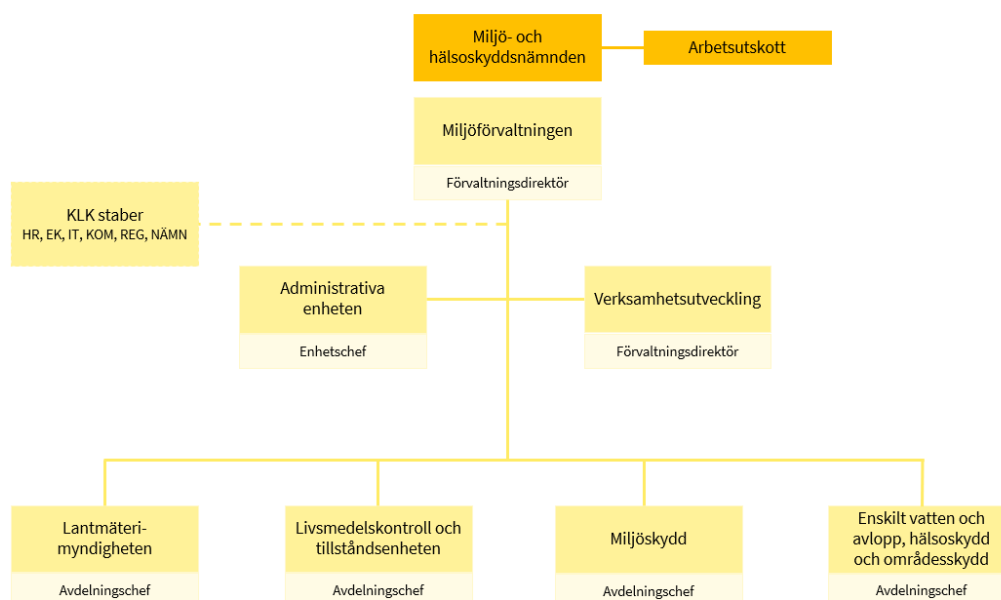 Miljö- och
hälsoskyddsnämnden
Arbetsutskott
Miljöförvaltningen
Förvaltningsdirektör
KLK staber
HR, EK, IT, KOM, REG, NÄMN
Administrativa
enheten
Enhetschef
Verksamhetsutveckling
Förvaltningsdirektör
Lantmäteri-
myndigheten
Avdelningschef
Livsmedelskontroll och
tillståndsenheten
Avdelningschef
Miljöskydd
Avdelningschef
Enskilt vatten och
avlopp, hälsoskydd
och områdesskydd
Avdelningschef